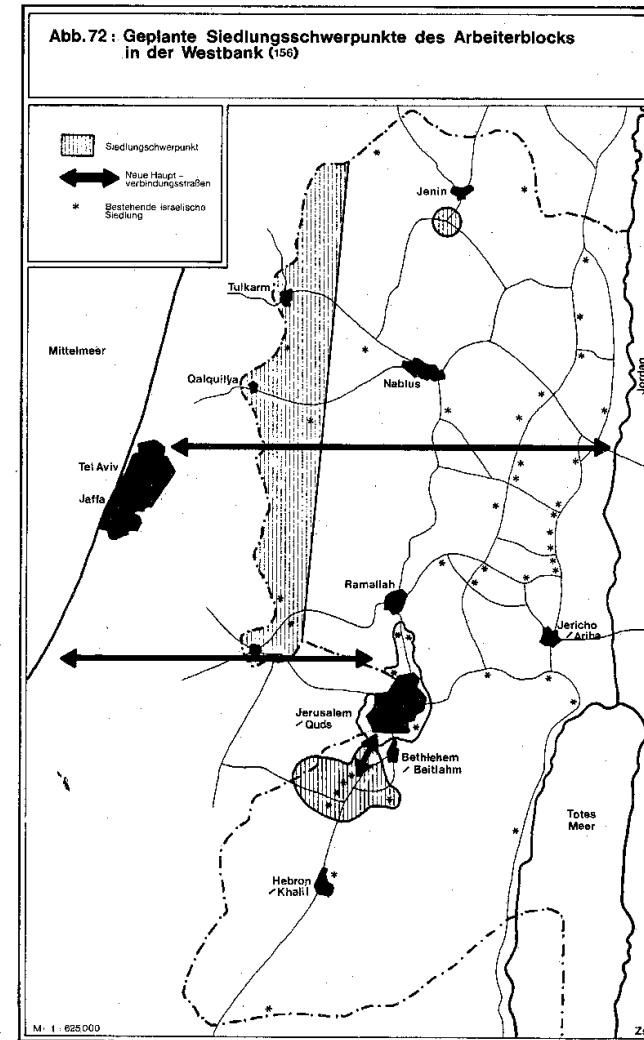 Abb. 72: Geplante Siedlungsschwerpunkte des Arbeiterblocks
in der Westbank (156)
Siedlungschwerpunkt
Neue Haupt-
verbindungsstraßen
Bestehende israelische
Siedlung
Jenin
Tulkarm
Mittelmeer
Qalquilya
Nablus
Jordan
Tel Aviv
Jaffa
Ramallah
Jericho
Ariha
Jerusalem
Quds
Bethlehem
Beitlahm
Totes
Meer
Hebron
Khalil
M· 1 : 625 000